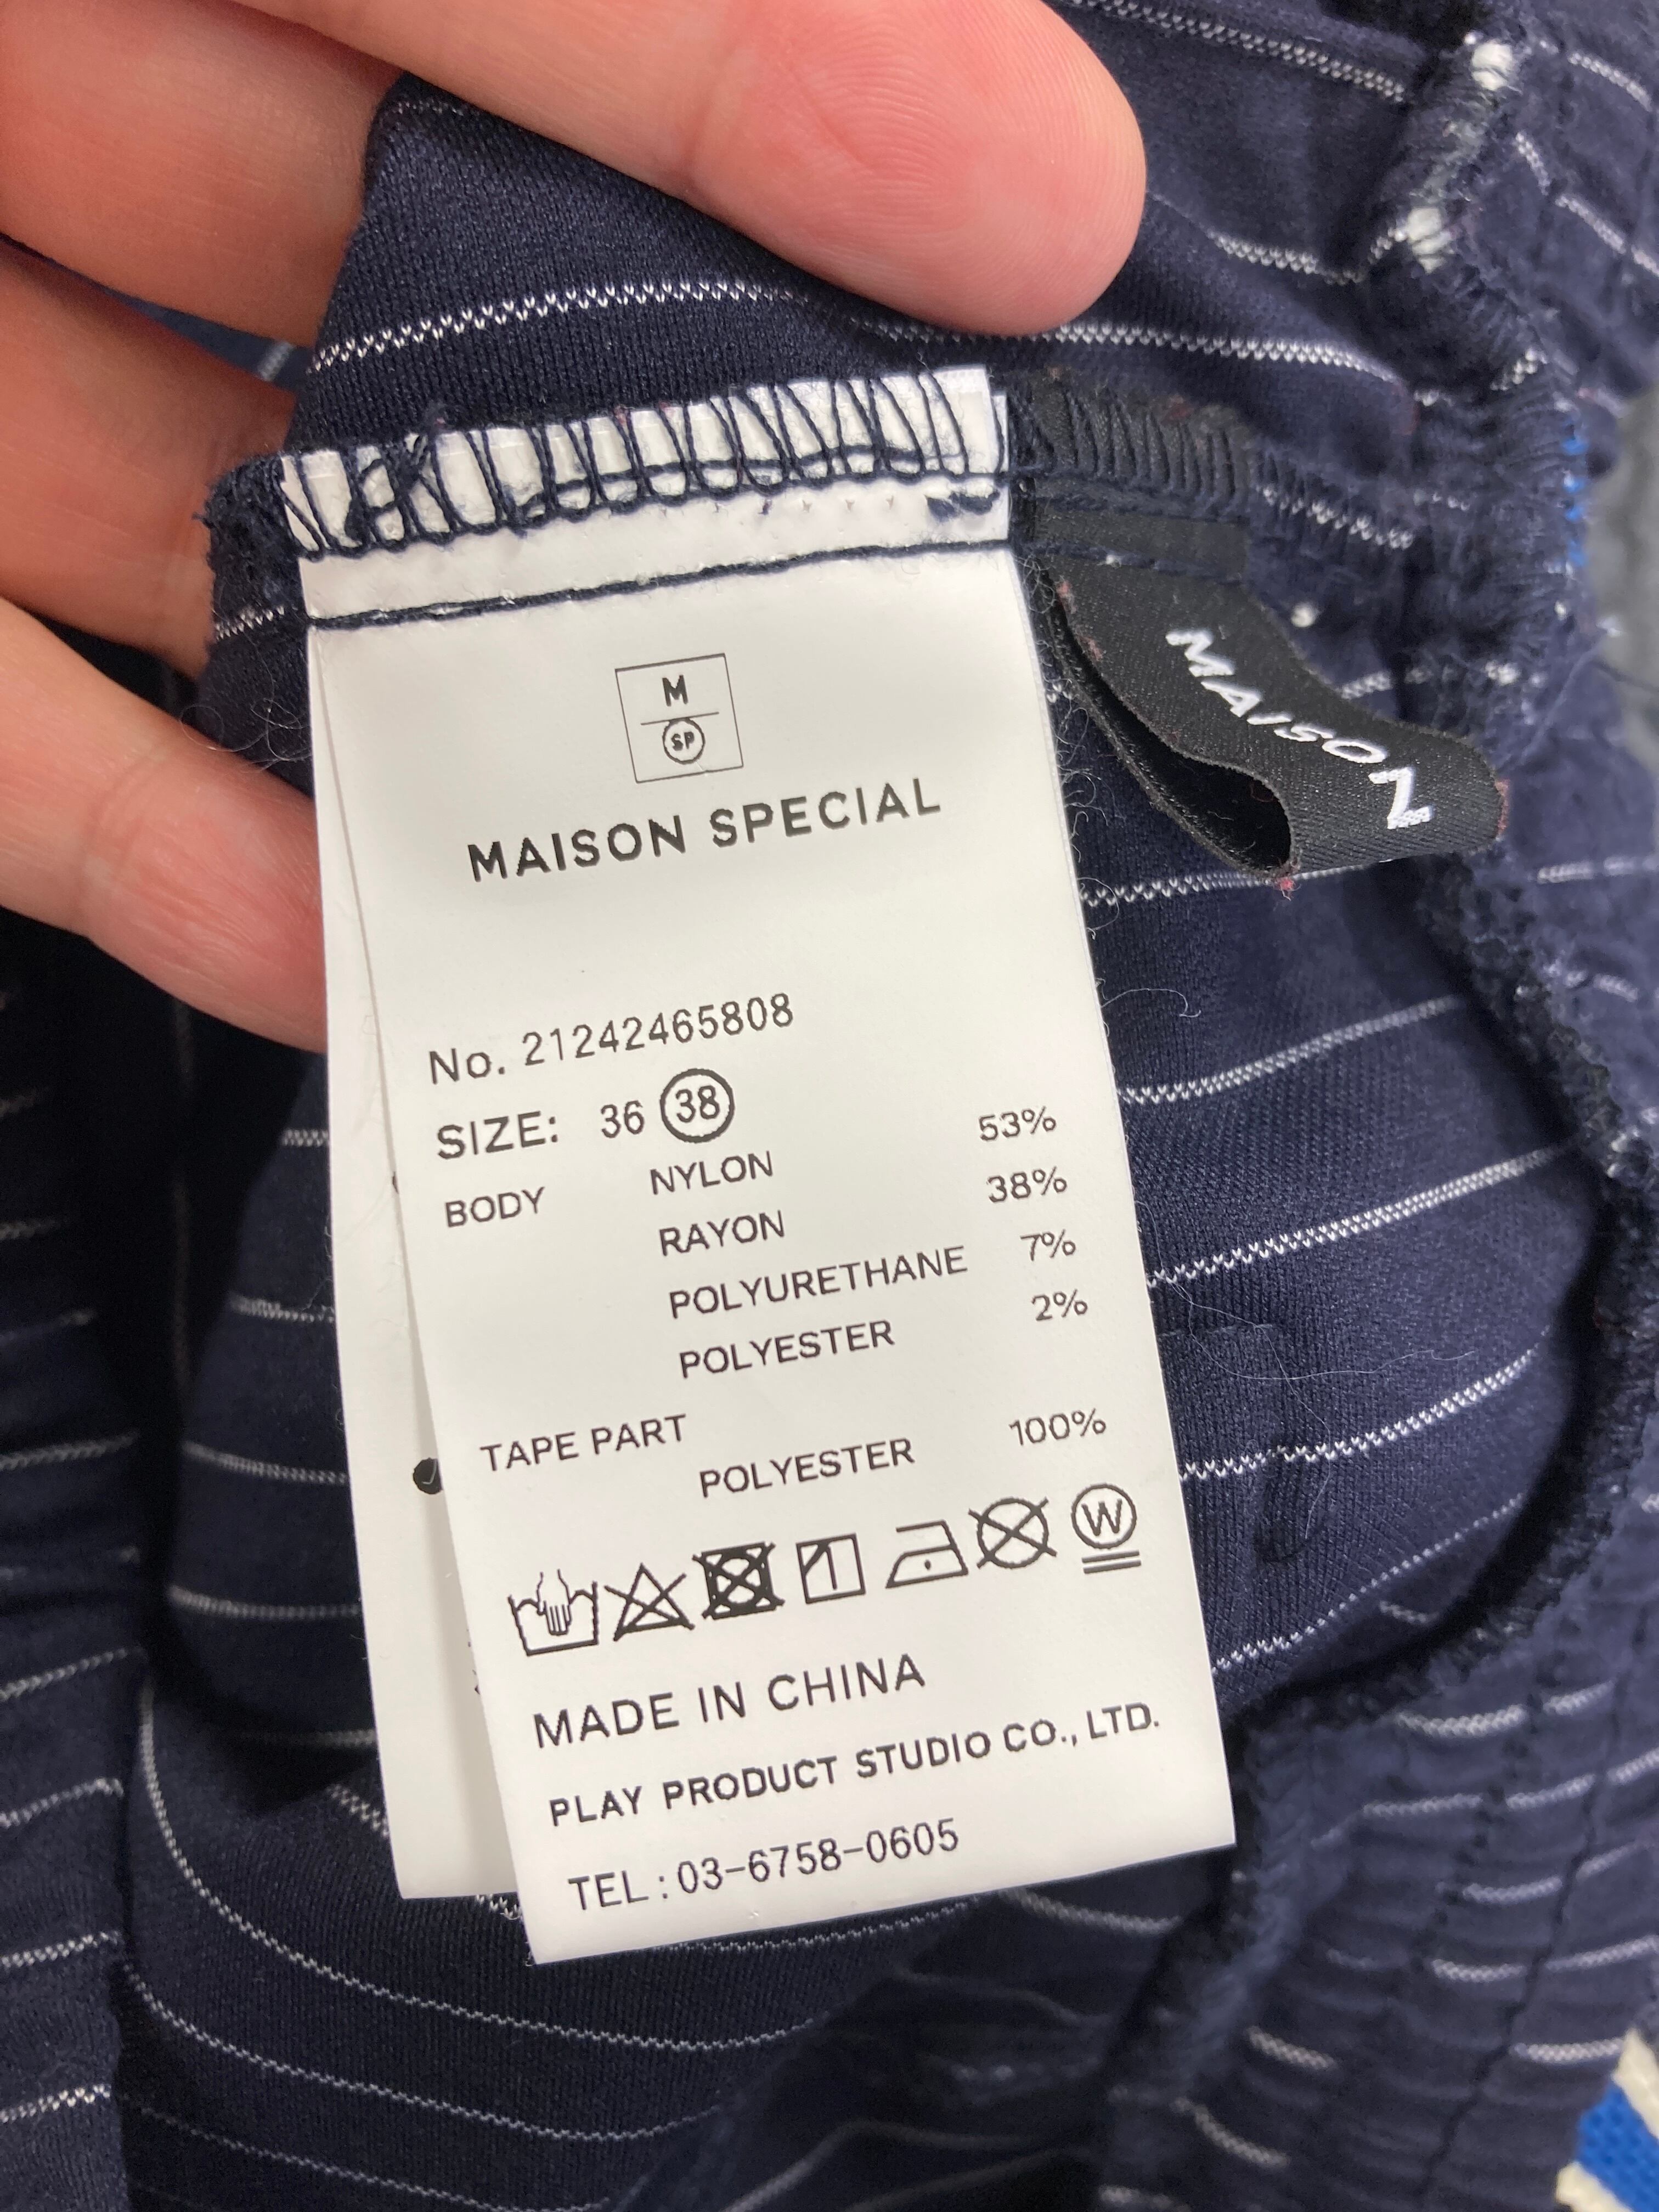 M
SP
MAISON SPECIAL
MAISON
No. 21242465808
SIZE: 36 38
BODY NYLON 53%
RAYON 38%
POLYURETHANE 7%
POLYESTER 2%
TAPE PART
POLYESTER 100%
1
W
MADE IN CHINA
PLAY PRODUCT STUDIO CO., LTD.
TEL : 03-6758-0605